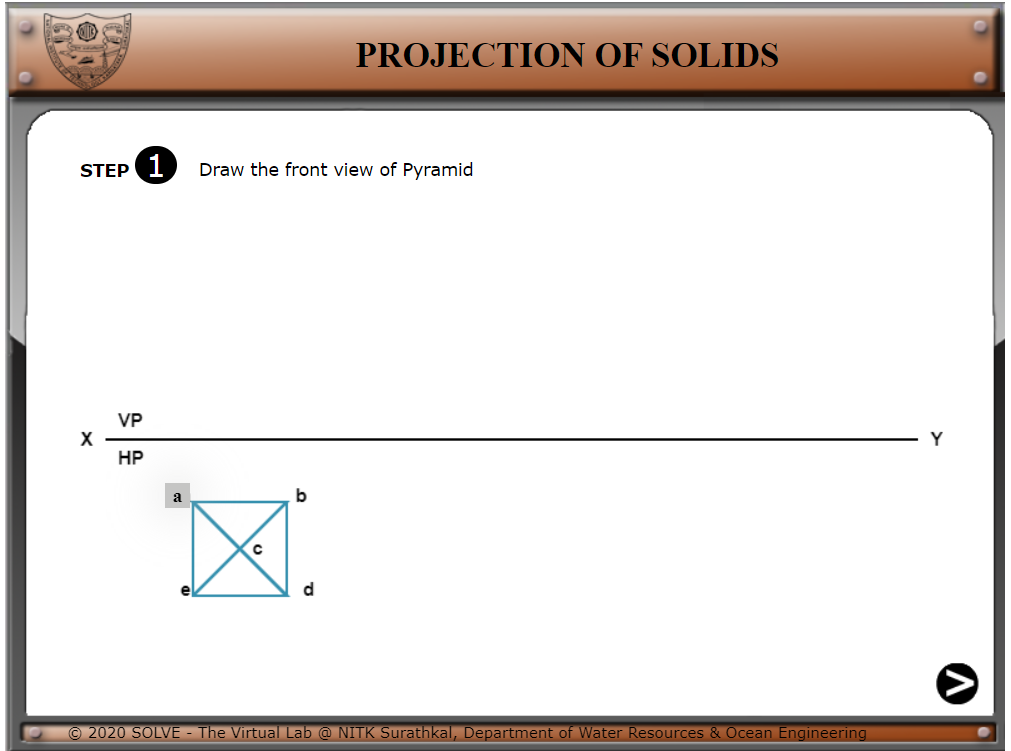 PROJECTION OF SOLIDS
STEP 1 Draw the front view of Pyramid
VP
X Y
HP
a b
c
e d
>
© 2020 SOLVE - The Virtual Lab @ NITK Surathkal, Department of Water Resources & Ocean Engineering